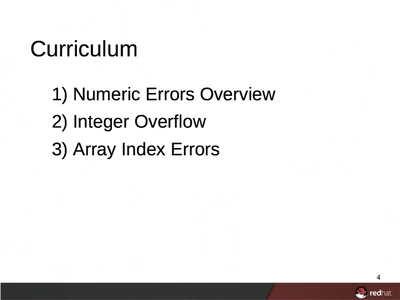 Curriculum
1) Numeric Errors Overview
2) Integer Overflow
3) Array Index Errors
4
redhat